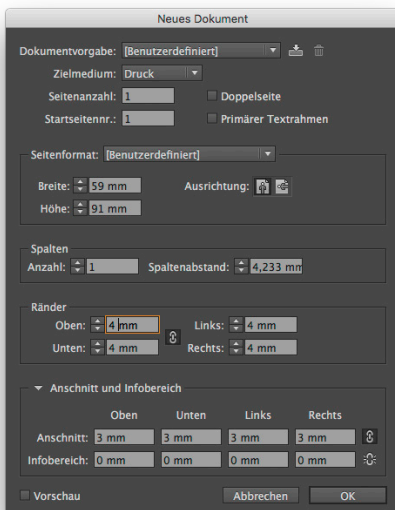 Neues Dokument
Dokumentvorgabe: [Benutzerdefiniert]
Zielmedium: Druck
Seitenanzahl: 1 Doppelseite
Startseitennr.: 1 Primärer Textrahmen
Seitenformat: [Benutzerdefiniert]
Breite: 59 mm Ausrichtung:
Höhe: 91 mm
Spalten
Anzahl: 1 Spaltenabstand: 4,233 mm
Ränder
Oben: 4 mm Links: 4 mm
Unten: 4 mm Rechts: 4 mm
Anschnitt und Infobereich
Oben Unten Links Rechts
Anschnitt: 3 mm 3 mm 3 mm 3 mm
Infobereich: 0 mm 0 mm 0 mm 0 mm
Vorschau Abbrechen OK